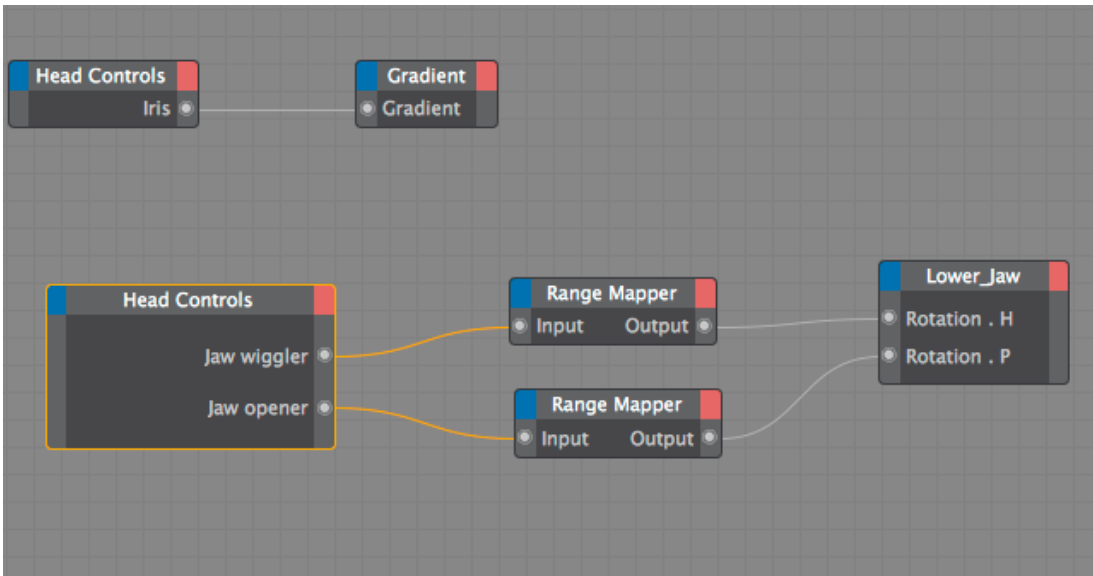 Head Controls
Iris
Gradient
Gradient
Head Controls
Jaw wiggler
Jaw opener
Range Mapper
Input Output
Range Mapper
Input Output
Lower_Jaw
Rotation . H
Rotation . P